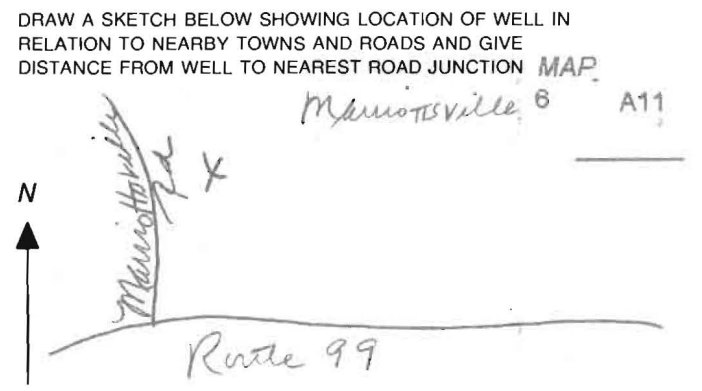 DRAW A SKETCH BELOW SHOWING LOCATION OF WELL IN
RELATION TO NEARBY TOWNS AND ROADS AND GIVE
DISTANCE FROM WELL TO NEAREST ROAD JUNCTION MAP
Marriottsville 6 A11
Marriottsville Rd
X
N
Route 99